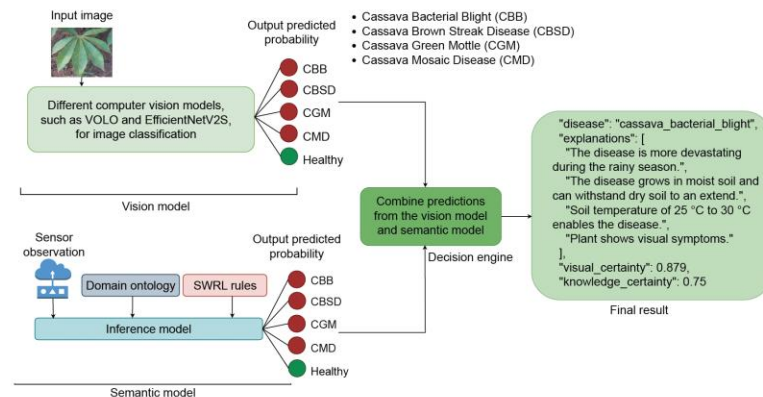 Input image
Output predicted
probability
• Cassava Bacterial Blight (CBB)
• Cassava Brown Streak Disease (CBSD)
• Cassava Green Mottle (CGM)
• Cassava Mosaic Disease (CMD)
Different computer vision models,
such as VOLO and EfficientNetV2S,
for image classification
CBB
CBSD
CGM
CMD
Healthy
Vision model
Sensor
observation
Domain ontology
SWRL rules
Inference model
Output predicted
probability
CBB
CBSD
CGM
CMD
Healthy
Semantic model
Combine predictions
from the vision model
and semantic model
Decision engine
"disease": "cassava_bacterial_blight",
"explanations": [
"The disease is more devastating
during the rainy season.",
"The disease grows in moist soil and
can withstand dry soil to an extend.",
"Soil temperature of 25 °C to 30 °C
enables the disease.",
"Plant shows visual symptoms."
],
"visual_certainty": 0.879,
"knowledge_certainty": 0.75
Final result